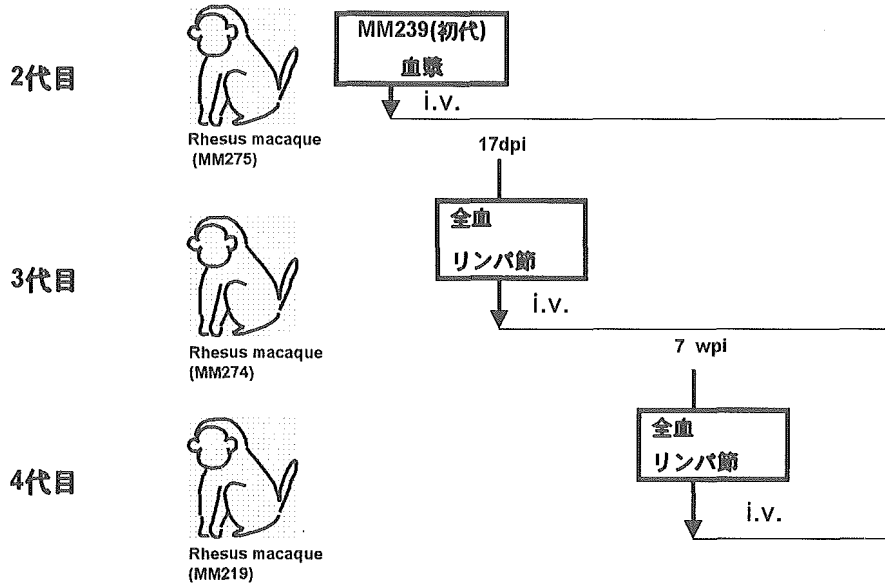 2代目
Rhesus macaque
(MM275)
MM239(初代)
血漿
i.v.
17dpi
3代目
Rhesus macaque
(MM274)
全血
リンパ節
i.v.
7 wpi
4代目
Rhesus macaque
(MM219)
全血
リンパ節
i.v.